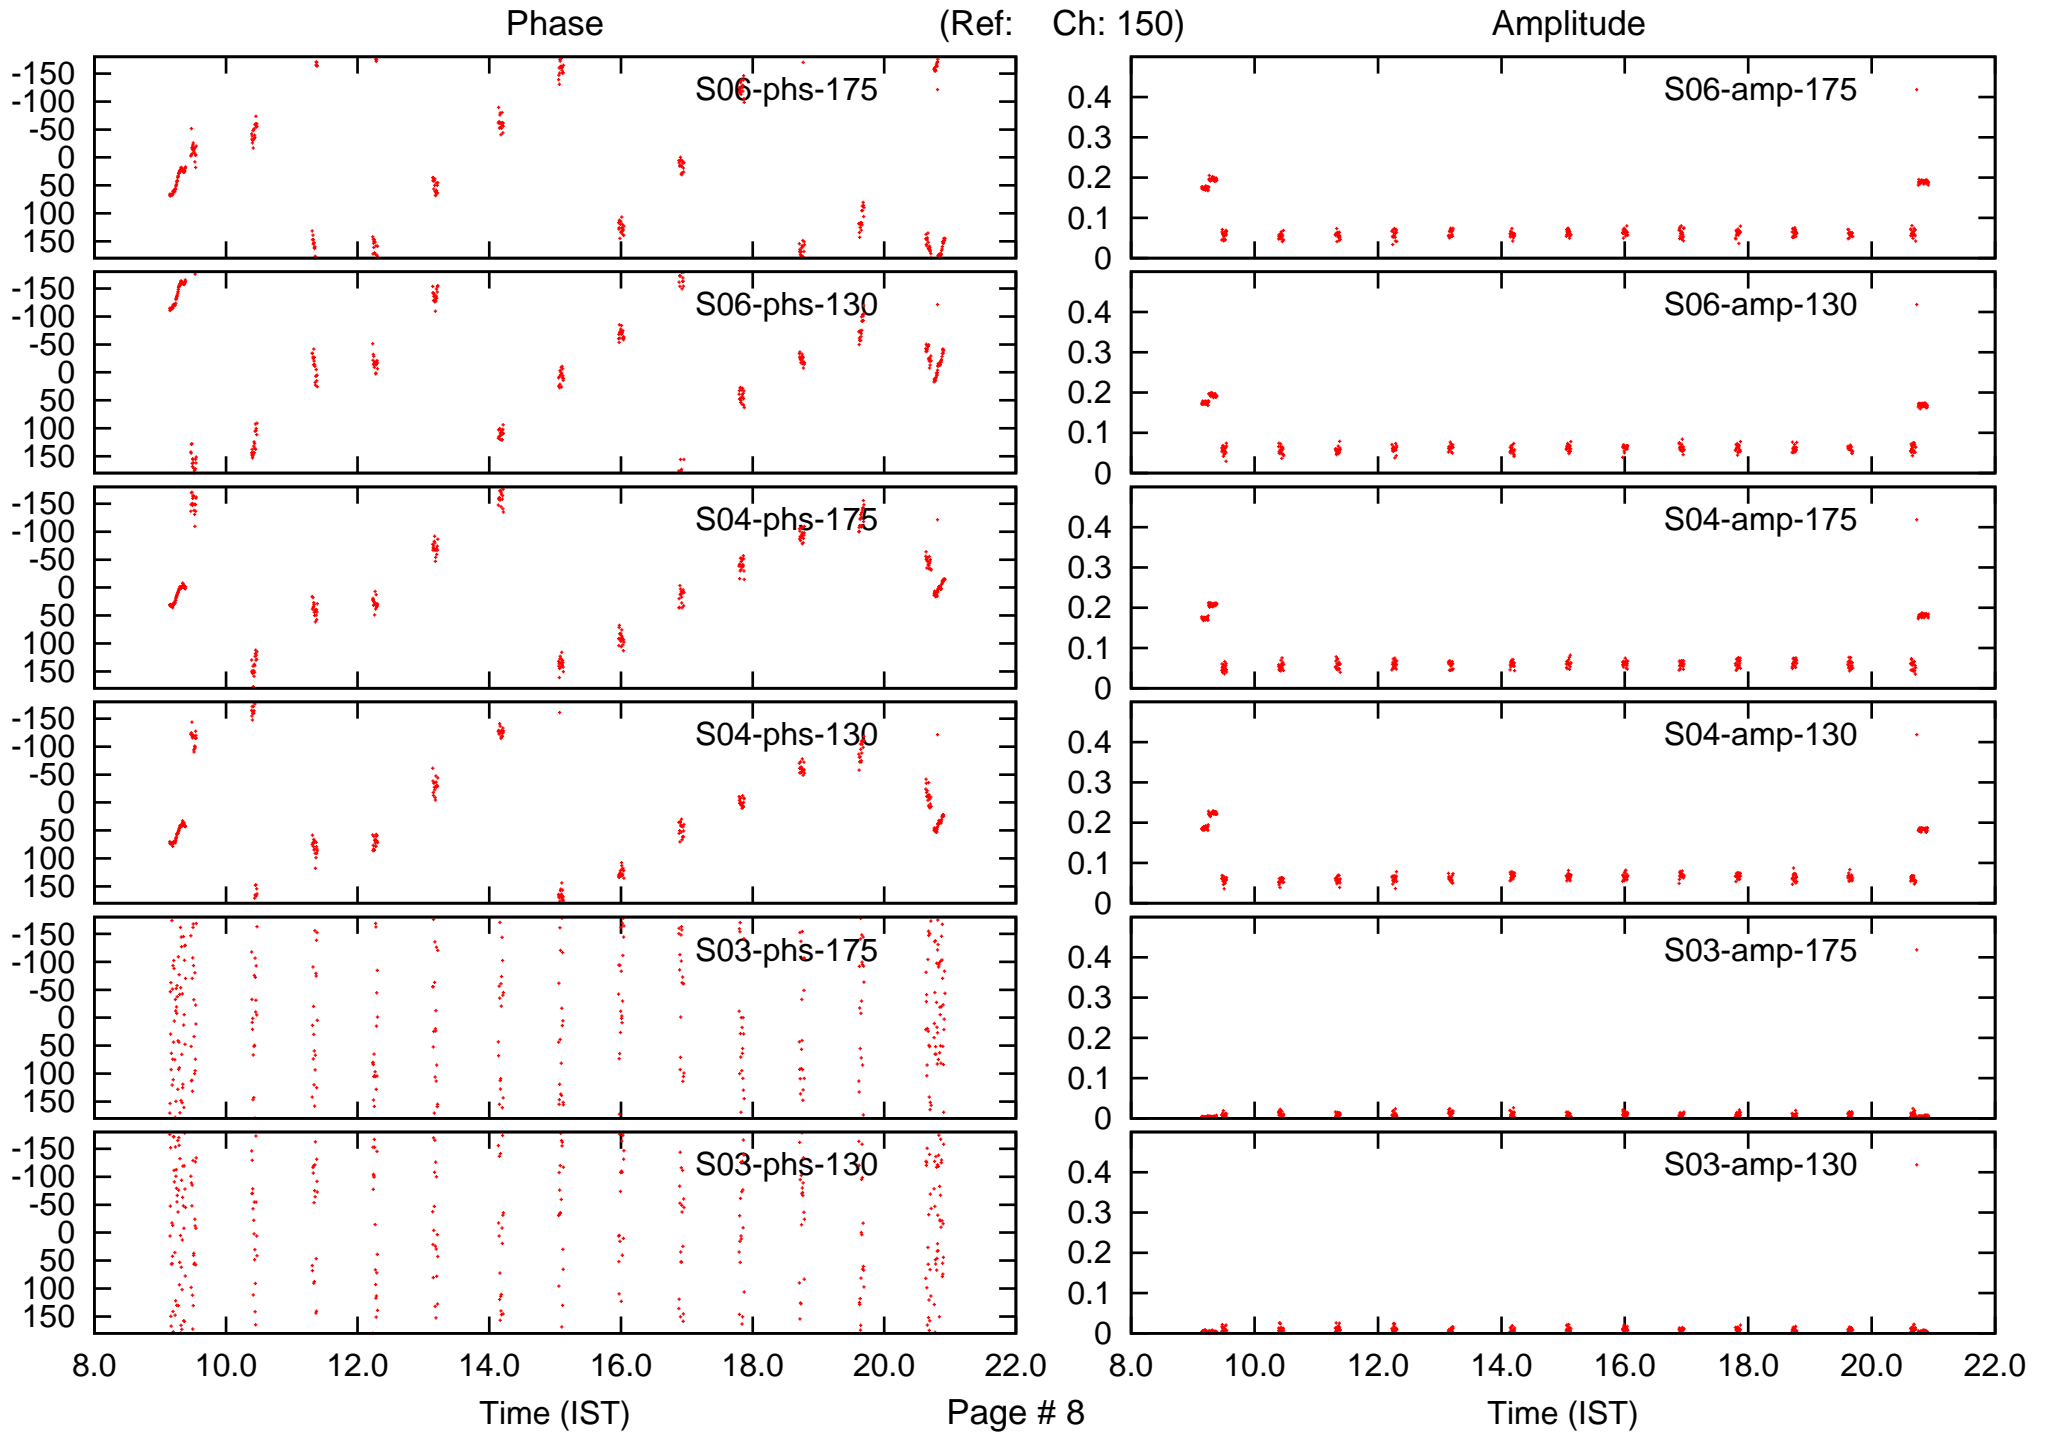 Phase (Ref: Ch: 150) Amplitude
-150 -100 -50 0 50 100 150 S06-phs-175
0.4 0.3 0.2 0.1 0 S06-amp-175
-150 -100 -50 0 50 100 150 S06-phs-130
0.4 0.3 0.2 0.1 0 S06-amp-130
-150 -100 -50 0 50 100 150 S04-phs-175
0.4 0.3 0.2 0.1 0 S04-amp-175
-150 -100 -50 0 50 100 150 S04-phs-130
0.4 0.3 0.2 0.1 0 S04-amp-130
-150 -100 -50 0 50 100 150 S03-phs-175
0.4 0.3 0.2 0.1 0 S03-amp-175
-150 -100 -50 0 50 100 150 S03-phs-130
0.4 0.3 0.2 0.1 0 S03-amp-130
8.0 10.0 12.0 14.0 16.0 18.0 20.0 22.0 8.0 10.0 12.0 14.0 16.0 18.0 20.0 22.0
Time (IST) Page # 8 Time (IST)